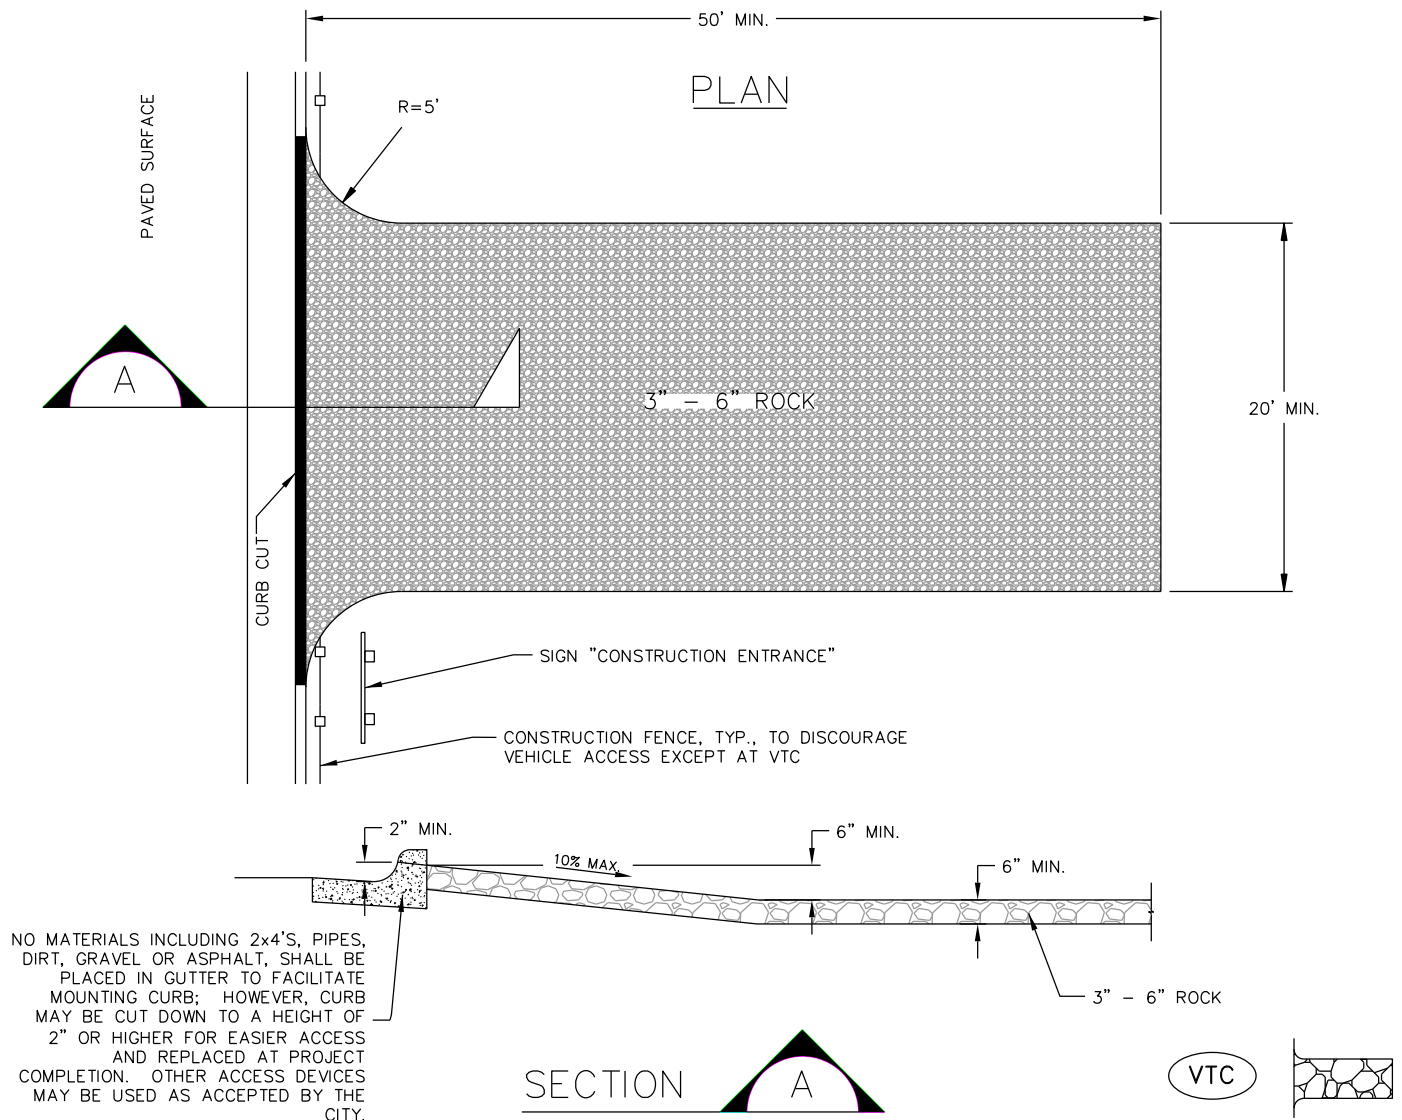 50' MIN.
PLAN
R=5'
PAVED SURFACE
A
3" – 6" ROCK
20' MIN.
CURB CUT
SIGN "CONSTRUCTION ENTRANCE"
CONSTRUCTION FENCE, TYP., TO DISCOURAGE
VEHICLE ACCESS EXCEPT AT VTC
2" MIN.
6" MIN.
10% MAX.
6" MIN.
NO MATERIALS INCLUDING 2x4'S, PIPES,
DIRT, GRAVEL OR ASPHALT, SHALL BE
PLACED IN GUTTER TO FACILITATE
MOUNTING CURB; HOWEVER, CURB
MAY BE CUT DOWN TO A HEIGHT OF
2" OR HIGHER FOR EASIER ACCESS
AND REPLACED AT PROJECT
COMPLETION. OTHER ACCESS DEVICES
MAY BE USED AS ACCEPTED BY THE
CITY.
3" – 6" ROCK
SECTION A
VTC